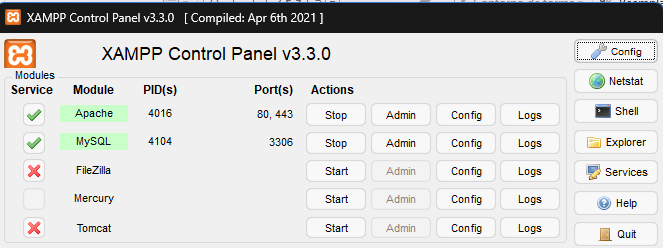 XAMPP Control Panel v3.3.0 [ Compiled: Apr 6th 2021 ]
XAMPP Control Panel v3.3.0
Config
Modules
Service Module PID(s) Port(s) Actions
Netstat
Apache 4016 80, 443 Stop Admin Config Logs
Shell
MySQL 4104 3306 Stop Admin Config Logs
Explorer
FileZilla Start Admin Config Logs
Services
Mercury Start Admin Config Logs
Help
Tomcat Start Admin Config Logs
Quit